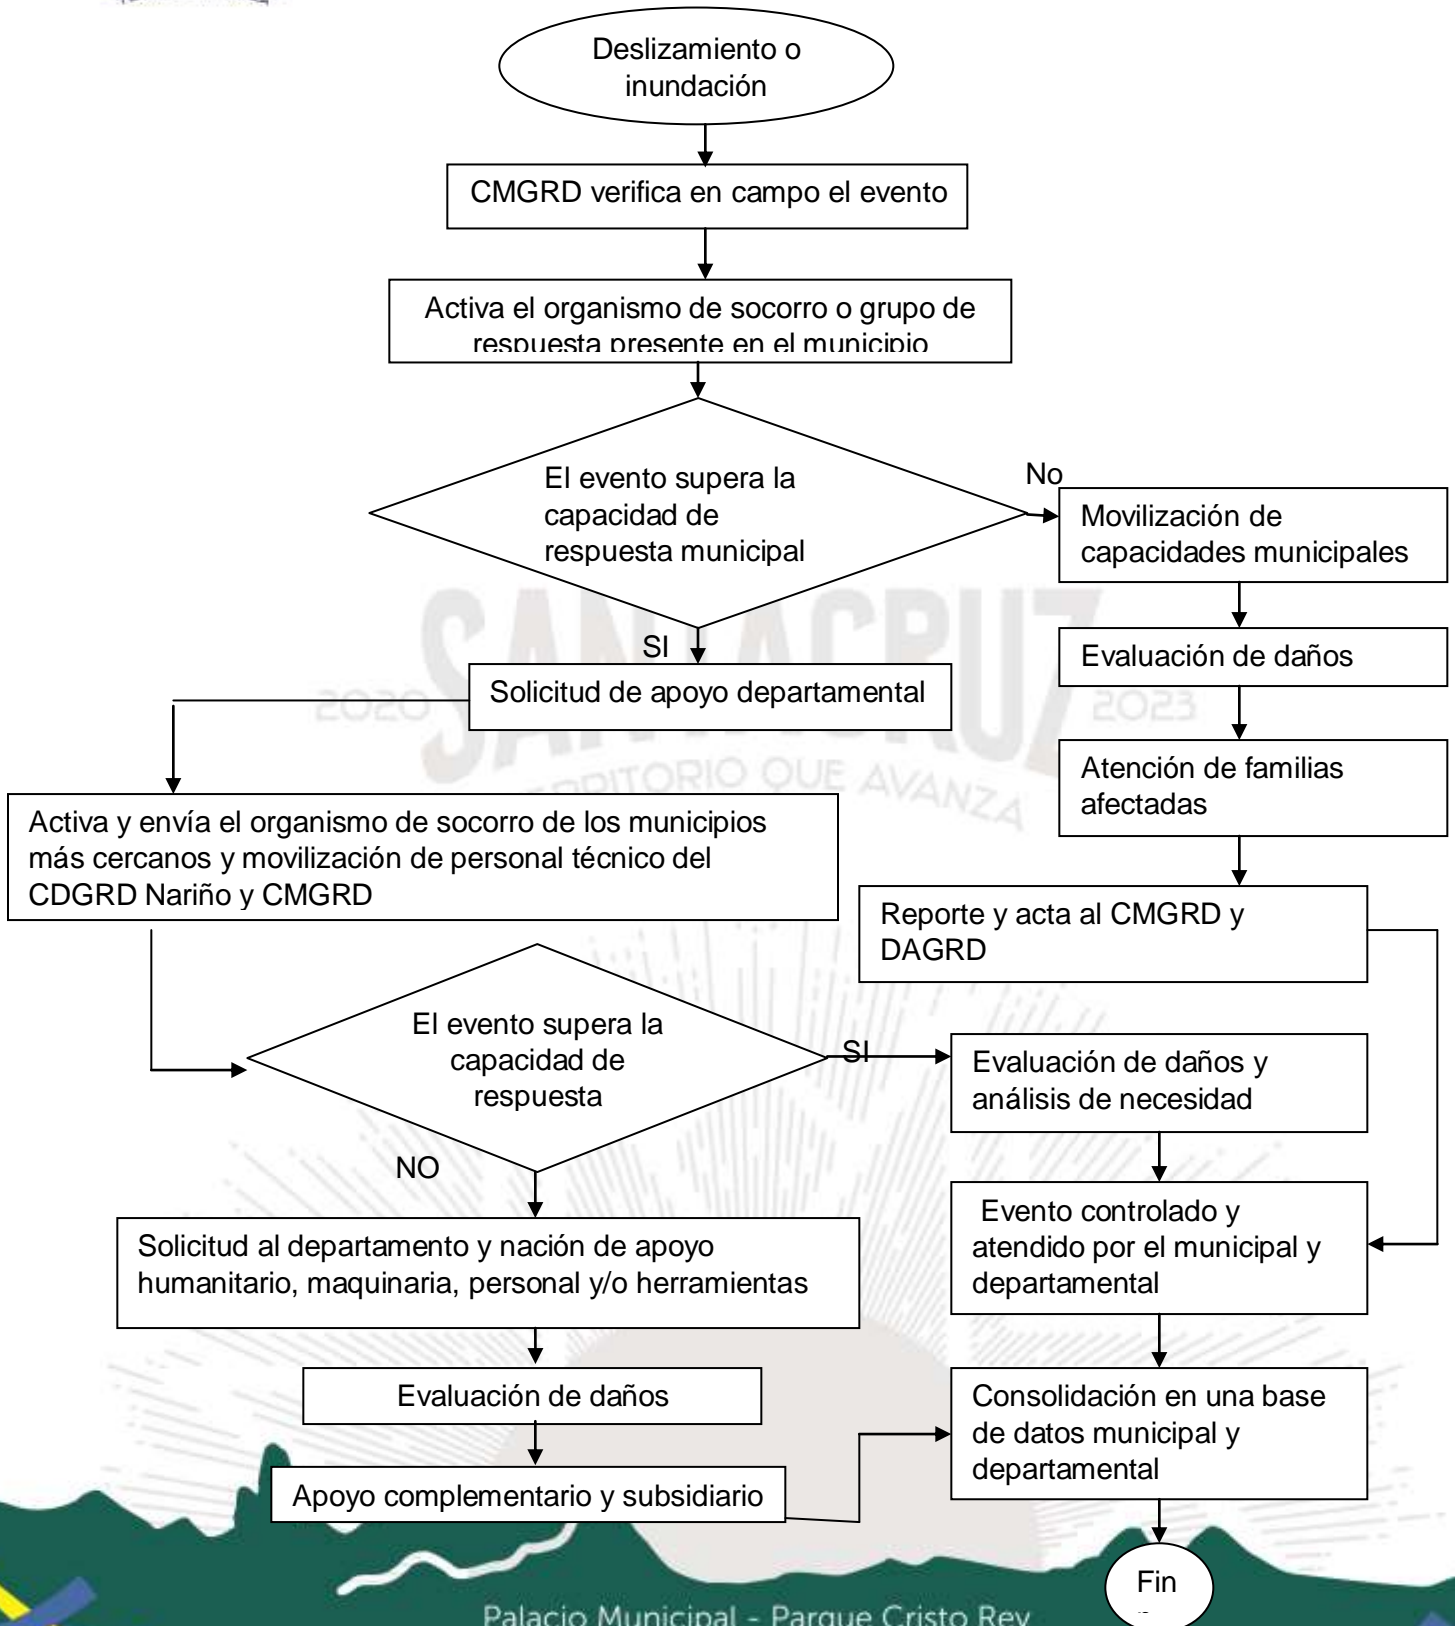 Deslizamiento o
inundación
CMGRD verifica en campo el evento
Activa el organismo de socorro o grupo de
respuesta presente en el municipio
El evento supera la
capacidad de
respuesta municipal
No
Movilización de
capacidades municipales
SI
Evaluación de daños
Solicitud de apoyo departamental
SANTACRUZ
2020
2023
TERRITORIO QUE AVANZA
Atención de familias
afectadas
Activa y envía el organismo de socorro de los municipios
más cercanos y movilización de personal técnico del
CDGRD Nariño y CMGRD
Reporte y acta al CMGRD y
DAGRD
El evento supera la
capacidad de
respuesta
SI
Evaluación de daños y
análisis de necesidad
NO
Evento controlado y
atendido por el municipal y
departamental
Solicitud al departamento y nación de apoyo
humanitario, maquinaria, personal y/o herramientas
Evaluación de daños
Consolidación en una base
de datos municipal y
departamental
Apoyo complementario y subsidiario
Fin
Palacio Municipal - Parque Cristo Rey